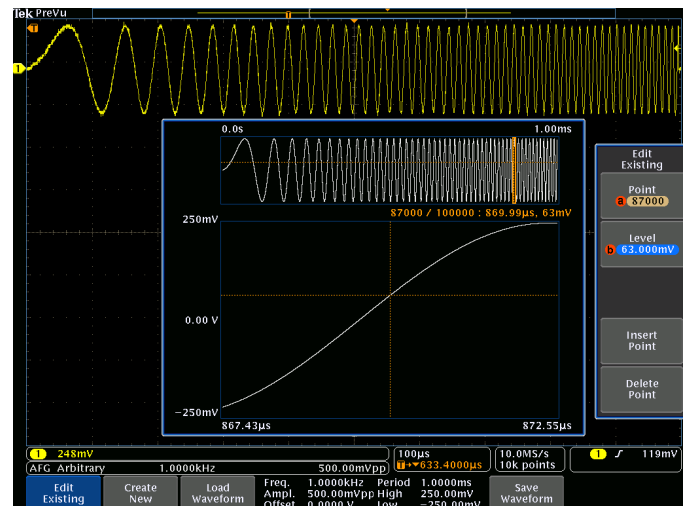 Tek PreVu
T
T
1
0.0s 1.00ms
87000 / 100000 : 869.99µs, 63mV
250mV
0.00 V
−250mV
867.43µs 872.55µs
Edit
Existing
Point
a 87000
Level
b 63.000mV
Insert
Point
Delete
Point
1 248mV
AFG Arbitrary 1.0000kHz 500.00mVpp
100µs
T→▼633.4000µs
10.0MS/s
10k points
1 119mV
Edit
Existing
Create
New
Load
Waveform
Freq. 1.0000kHz Period 1.0000ms
Ampl. 500.00mVpp High 250.00mV
Offset 0.0000 V Low −250.00mV
Save
Waveform